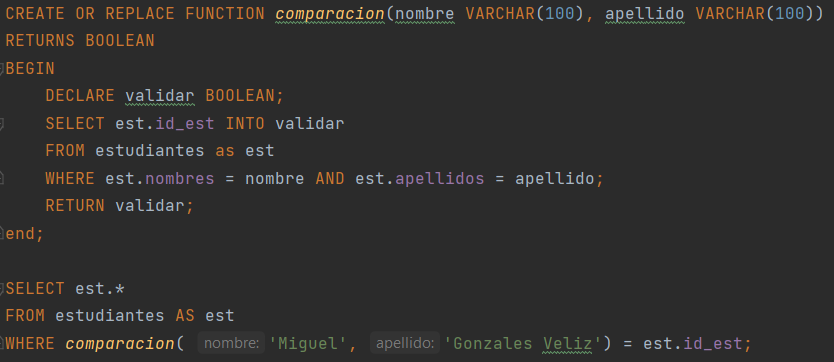 CREATE OR REPLACE FUNCTION comparacion(nombre VARCHAR(100), apellido VARCHAR(100))
RETURNS BOOLEAN
BEGIN
    DECLARE validar BOOLEAN;
    SELECT est.id_est INTO validar
    FROM estudiantes as est
    WHERE est.nombres = nombre AND est.apellidos = apellido;
    RETURN validar;
end;

SELECT est.*
FROM estudiantes AS est
WHERE comparacion( nombre: 'Miguel', apellido: 'Gonzales Veliz') = est.id_est;